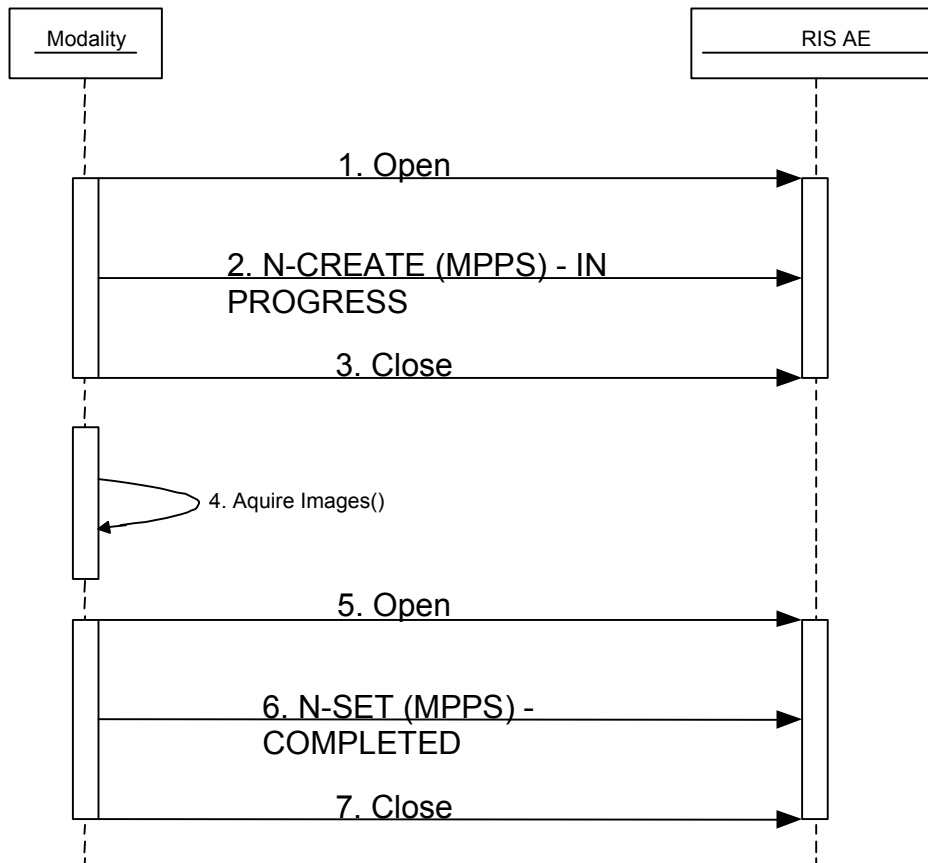 Modality
RIS AE
1. Open
2. N-CREATE (MPPS) - IN
PROGRESS
3. Close
4. Aquire Images()
5. Open
6. N-SET (MPPS) -
COMPLETED
7. Close